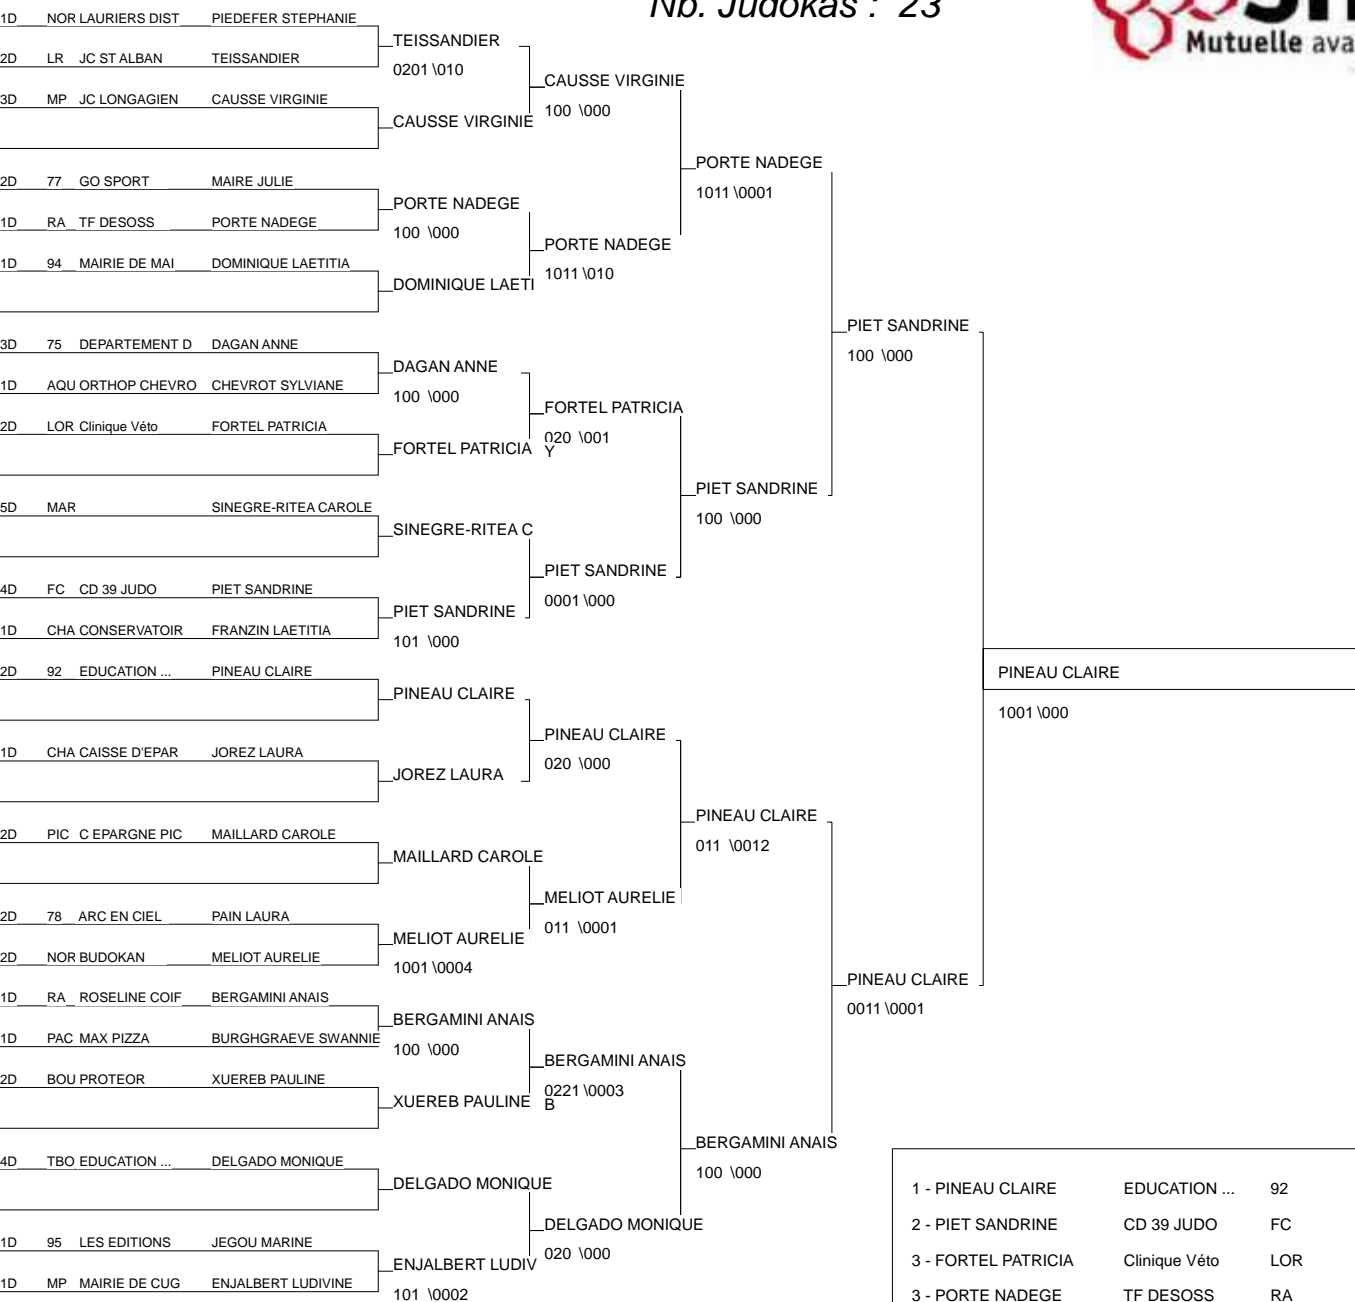 Nb. Judokas : 23
Mutuelle ava
1D NOR LAURIERS DIST PIEDEFER STEPHANIE
TEISSANDIER
2D LR JC ST ALBAN TEISSANDIER
0201 \010
CAUSSE VIRGINIE
3D MP JC LONGAGIEN CAUSSE VIRGINIE
100 \000
CAUSSE VIRGINIE
PORTE NADEGE
2D 77 GO SPORT MAIRE JULIE
1011 \0001
PORTE NADEGE
1D RA TF DESOSS PORTE NADEGE
100 \000
PORTE NADEGE
1D 94 MAIRIE DE MAI DOMINIQUE LAETITIA
1011 \010
DOMINIQUE LAETI
PIET SANDRINE
3D 75 DEPARTEMENT D DAGAN ANNE
100 \000
DAGAN ANNE
1D AQU ORTHOP CHEVRO CHEVROT SYLVIANE
100 \000
FORTEL PATRICIA
2D LOR Clinique Véto FORTEL PATRICIA
020 \001
FORTEL PATRICIA Y
PIET SANDRINE
5D MAR SINEGRE-RITEA CAROLE
100 \000
SINEGRE-RITEA C
PIET SANDRINE
4D FC CD 39 JUDO PIET SANDRINE
0001 \000
PIET SANDRINE
1D CHA CONSERVATOIR FRANZIN LAETITIA
101 \000
2D 92 EDUCATION ... PINEAU CLAIRE
PINEAU CLAIRE
PINEAU CLAIRE
1001 \000
PINEAU CLAIRE
1D CHA CAISSE D'EPAR JOREZ LAURA
020 \000
JOREZ LAURA
PINEAU CLAIRE
2D PIC C EPARGNE PIC MAILLARD CAROLE
011 \0012
MAILLARD CAROLE
MELIOT AURELIE
2D 78 ARC EN CIEL PAIN LAURA
011 \0001
MELIOT AURELIE
2D NOR BUDOKAN MELIOT AURELIE
1001 \0004
PINEAU CLAIRE
1D RA ROSELINE COIF BERGAMINI ANAIS
0011 \0001
BERGAMINI ANAIS
1D PAC MAX PIZZA BURGHGRAEVE SWANNIE
100 \000
BERGAMINI ANAIS
2D BOU PROTEOR XUEREB PAULINE
0221 \0003
XUEREB PAULINE B
BERGAMINI ANAIS
4D TBO EDUCATION ... DELGADO MONIQUE
100 \000
DELGADO MONIQUE
DELGADO MONIQUE
1D 95 LES EDITIONS JEGOU MARINE
020 \000
ENJALBERT LUDIV
1D MP MAIRIE DE CUG ENJALBERT LUDIVINE
101 \0002
1 - PINEAU CLAIRE EDUCATION ... 92
2 - PIET SANDRINE CD 39 JUDO FC
3 - FORTEL PATRICIA Clinique Véto LOR
3 - PORTE NADEGE TF DESOSS RA